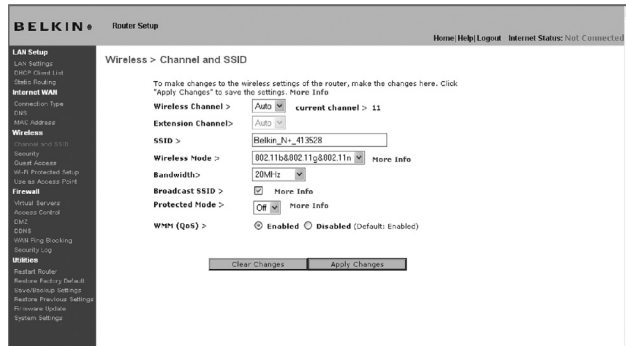 BELKIN
Router Setup
Home|Help|Logout Internet Status: Not Connected
LAN Setup
LAN Settings
DHCP Client List
Static Routing
Internet WAN
Connection Type
DNS
MAC Address
Wireless
Channel and SSID
Security
Guest Access
Wi-Fi Protected Setup
Use as Access Point
Firewall
Virtual Servers
Access Control
DMZ
DDNS
WAN Ping Blocking
Security Log
Utilities
Restart Router
Restore Factory Default
Save/Backup Settings
Restore Previous Settings
Firmware Update
System Settings
Wireless > Channel and SSID
To make changes to the wireless settings of the router, make the changes here. Click
"Apply Changes" to save the settings. More Info
Wireless Channel > Auto current channel > 11
Extension Channel> Auto
SSID > Belkin_N+_413528
Wireless Mode > 802.11b&802.11g&802.11n More Info
Bandwidth> 20MHz
Broadcast SSID > More Info
Protected Mode > Off More Info
WMM (QoS) > Enabled Disabled (Default: Enabled)
Clear Changes Apply Changes